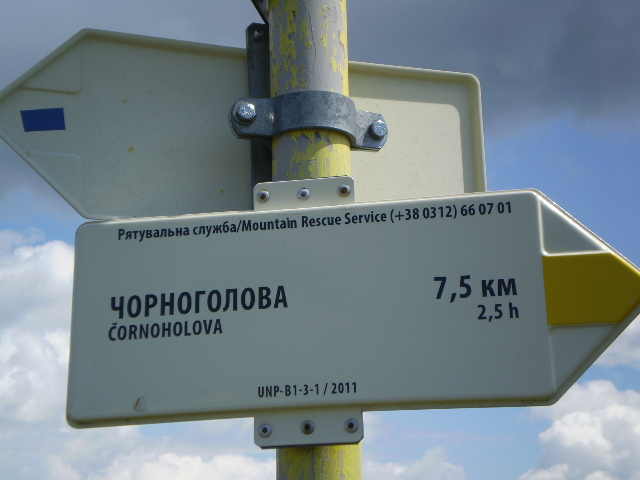 Рятувальна служба/Mountain Rescue Service (+38 0312) 66 07 01
ЧОРНОГОЛОВА 7,5 км
ČORNOHOLOVA 2,5 h
UNP-B1-3-1 / 2011